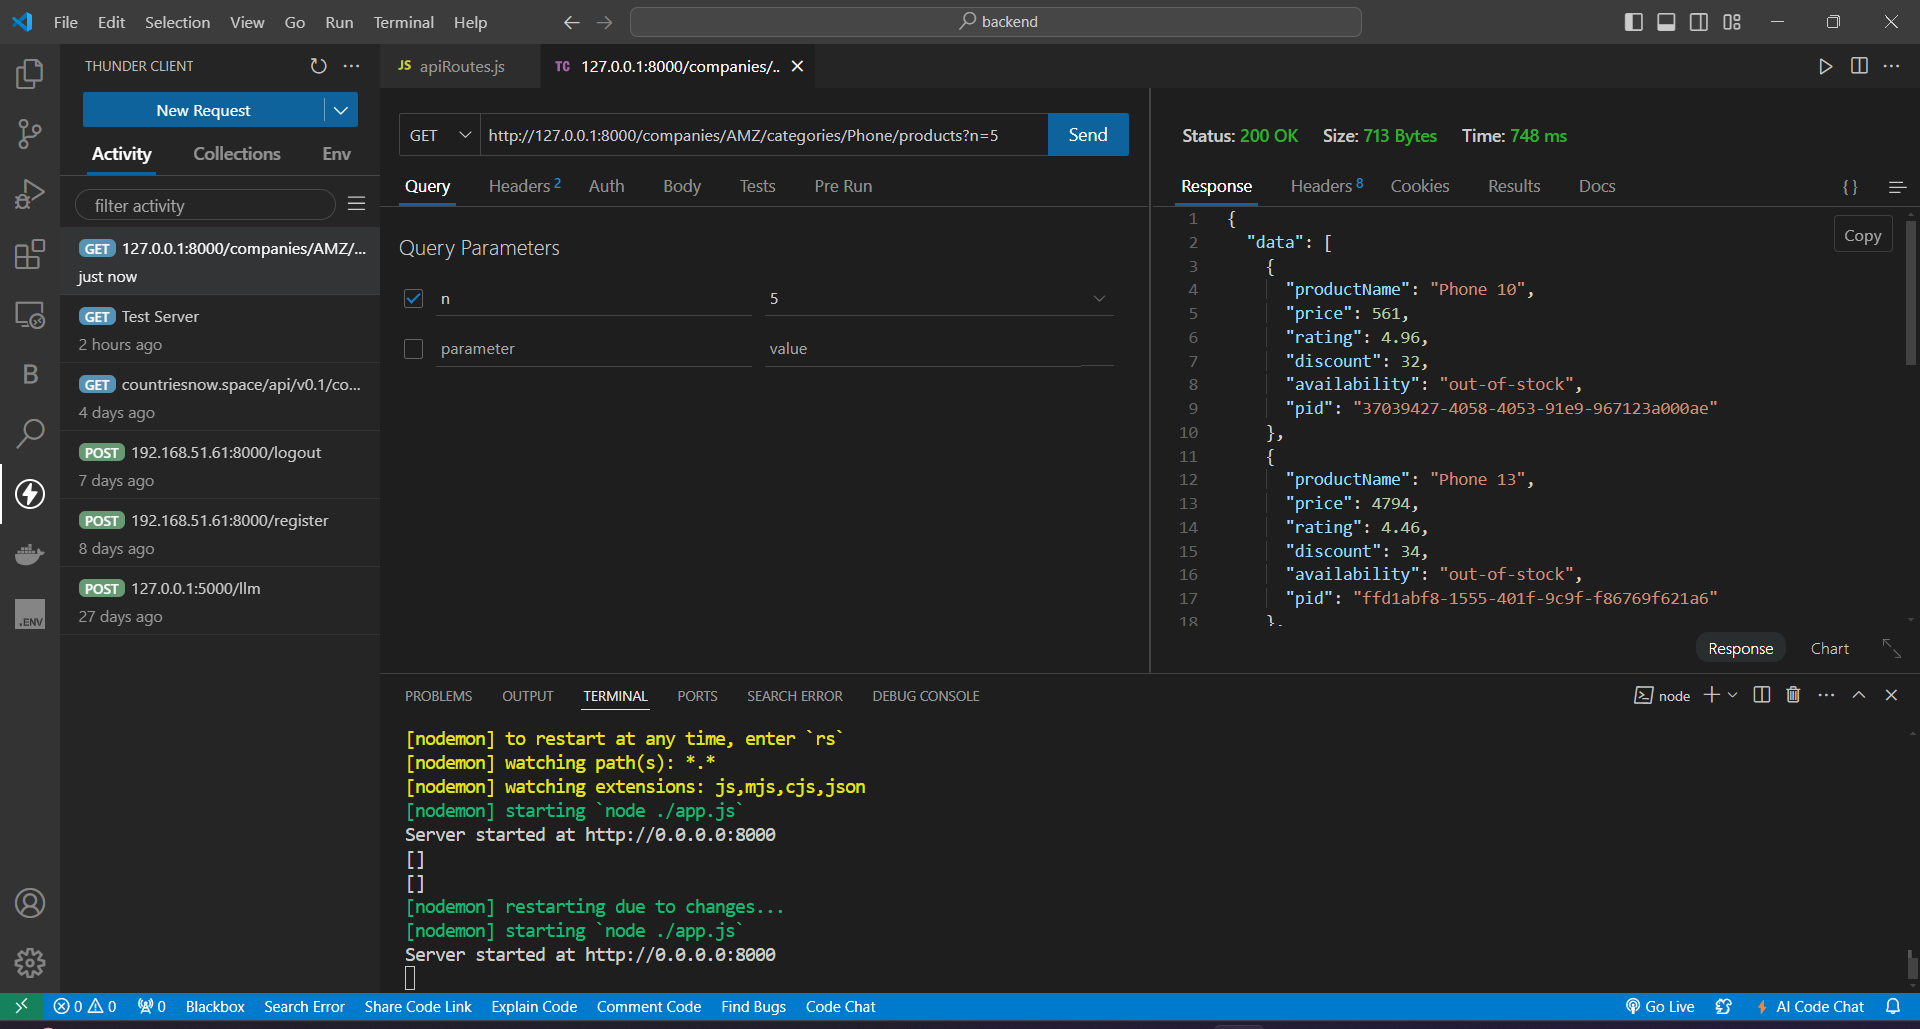 File Edit Selection View Go Run Terminal Help
backend
THUNDER CLIENT
New Request
Activity Collections Env
filter activity
GET 127.0.0.1:8000/companies/AMZ/...
just now
GET Test Server
2 hours ago
GET countriesnow.space/api/v0.1/co...
4 days ago
POST 192.168.51.61:8000/logout
7 days ago
POST 192.168.51.61:8000/register
8 days ago
POST 127.0.0.1:5000/llm
27 days ago
B
.ENV
JS apiRoutes.js
TC 127.0.0.1:8000/companies/..
GET http://127.0.0.1:8000/companies/AMZ/categories/Phone/products?n=5 Send
Query Headers 2 Auth Body Tests Pre Run
Query Parameters
n 5
parameter value
Status: 200 OK Size: 713 Bytes Time: 748 ms
Response Headers 8 Cookies Results Docs {}
Copy
1 {
2 "data": [
3 {
4 "productName": "Phone 10",
5 "price": 561,
6 "rating": 4.96,
7 "discount": 32,
8 "availability": "out-of-stock",
9 "pid": "37039427-4058-4053-91e9-967123a000ae"
10 },
11 {
12 "productName": "Phone 13",
13 "price": 4794,
14 "rating": 4.46,
15 "discount": 34,
16 "availability": "out-of-stock",
17 "pid": "ffd1abf8-1555-401f-9c9f-f86769f621a6"
18 },
Response Chart
PROBLEMS OUTPUT TERMINAL PORTS SEARCH ERROR DEBUG CONSOLE
node
[nodemon] to restart at any time, enter `rs`
[nodemon] watching path(s): *.*
[nodemon] watching extensions: js,mjs,cjs,json
[nodemon] starting `node ./app.js`
Server started at http://0.0.0.0:8000
[]
[]
[nodemon] restarting due to changes...
[nodemon] starting `node ./app.js`
Server started at http://0.0.0.0:8000
0 0 0 Blackbox Search Error Share Code Link Explain Code Comment Code Find Bugs Code Chat
Go Live AI Code Chat